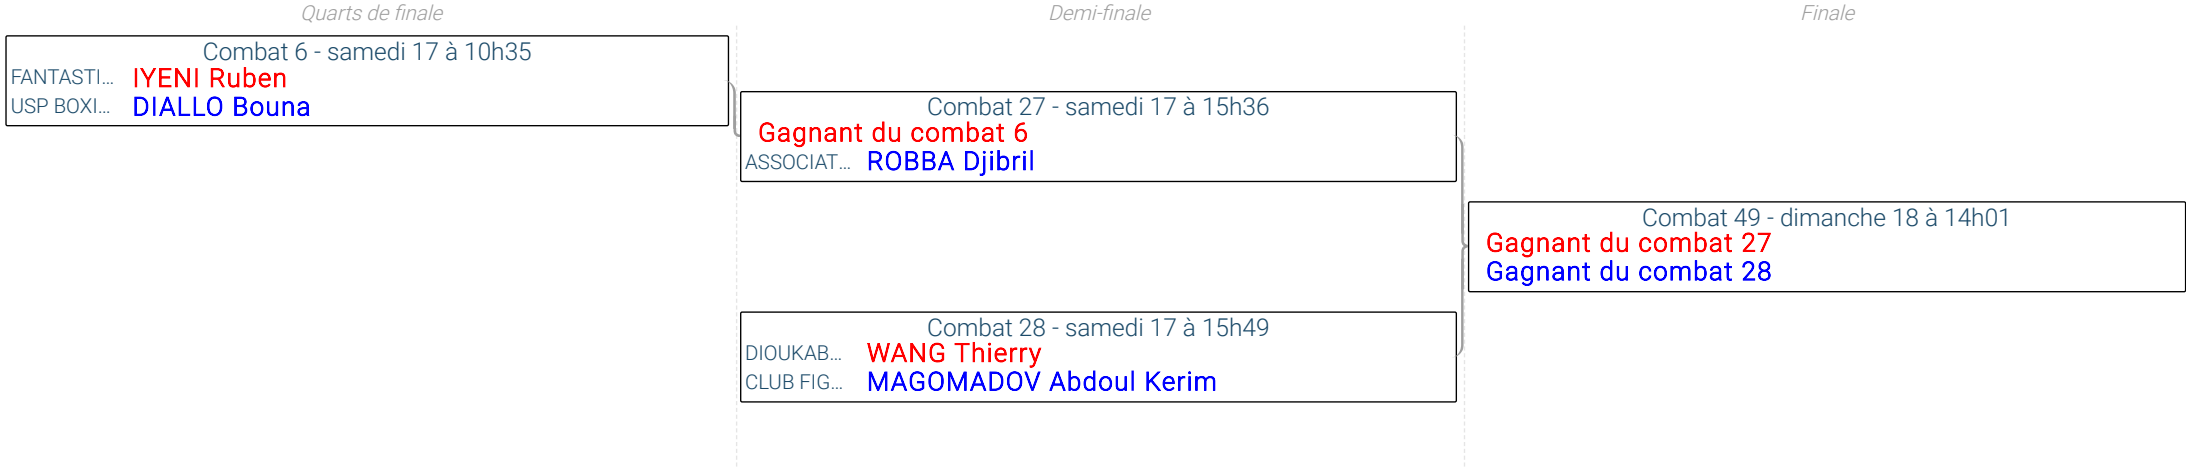 Quarts de finale
Demi-finale
Finale
Combat 6 - samedi 17 à 10h35
FANTASTI... IYENI Ruben
USP BOXI... DIALLO Bouna
Combat 27 - samedi 17 à 15h36
Gagnant du combat 6
ASSOCIAT... ROBBA Djibril
Combat 49 - dimanche 18 à 14h01
Gagnant du combat 27
Gagnant du combat 28
Combat 28 - samedi 17 à 15h49
DIOUKAB... WANG Thierry
CLUB FIG... MAGOMADOV Abdoul Kerim